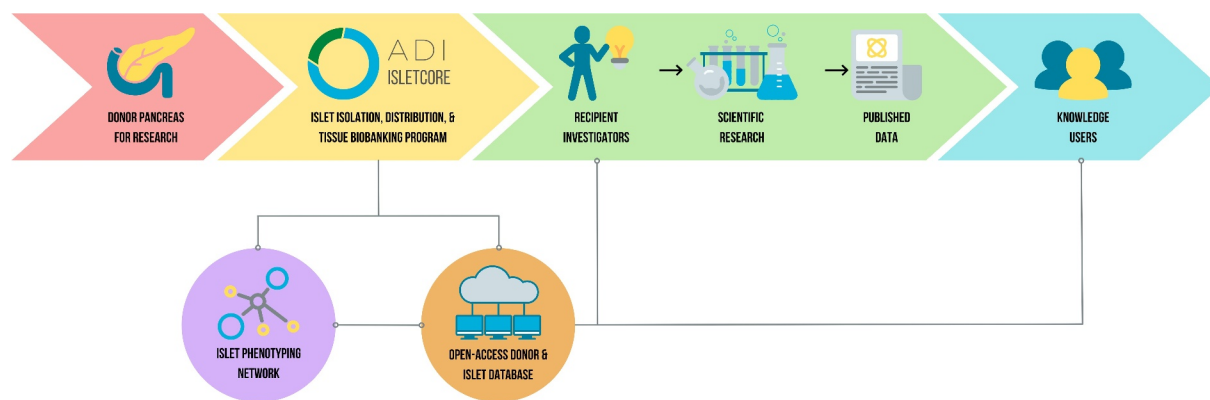 DONOR PANCREAS
FOR RESEARCH
ADI
ISLETCORE
ISLET ISOLATION, DISTRIBUTION, &
TISSUE BIOBANKING PROGRAM
RECIPIENT
INVESTIGATORS
SCIENTIFIC
RESEARCH
PUBLISHED
DATA
KNOWLEDGE
USERS
ISLET PHENOTYPING
NETWORK
OPEN-ACCESS DONOR &
ISLET DATABASE